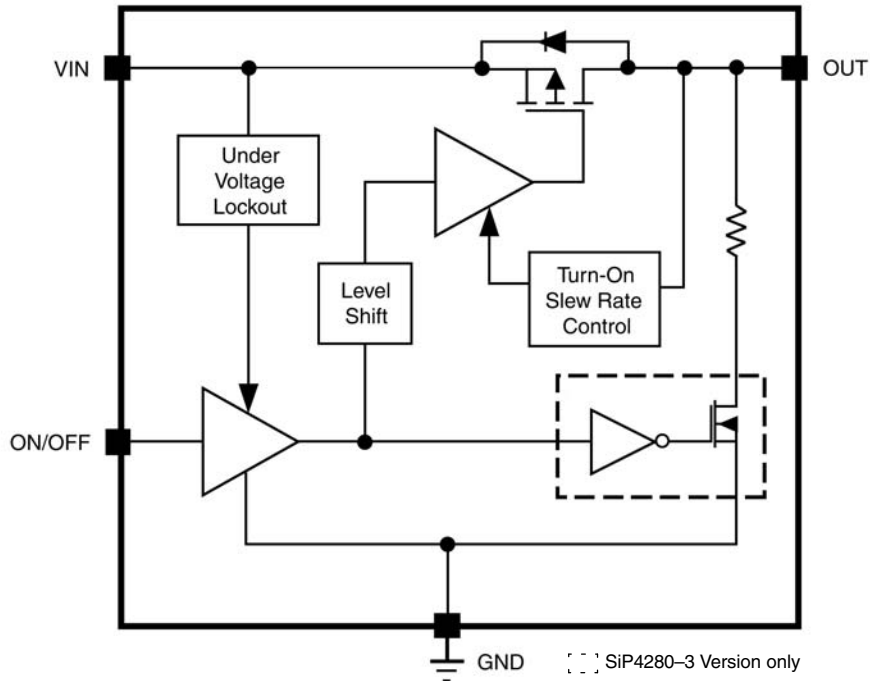 VIN
OUT
Under
Voltage
Lockout
Level
Shift
Turn-On
Slew Rate
Control
ON/OFF
GND
SiP4280–3 Version only